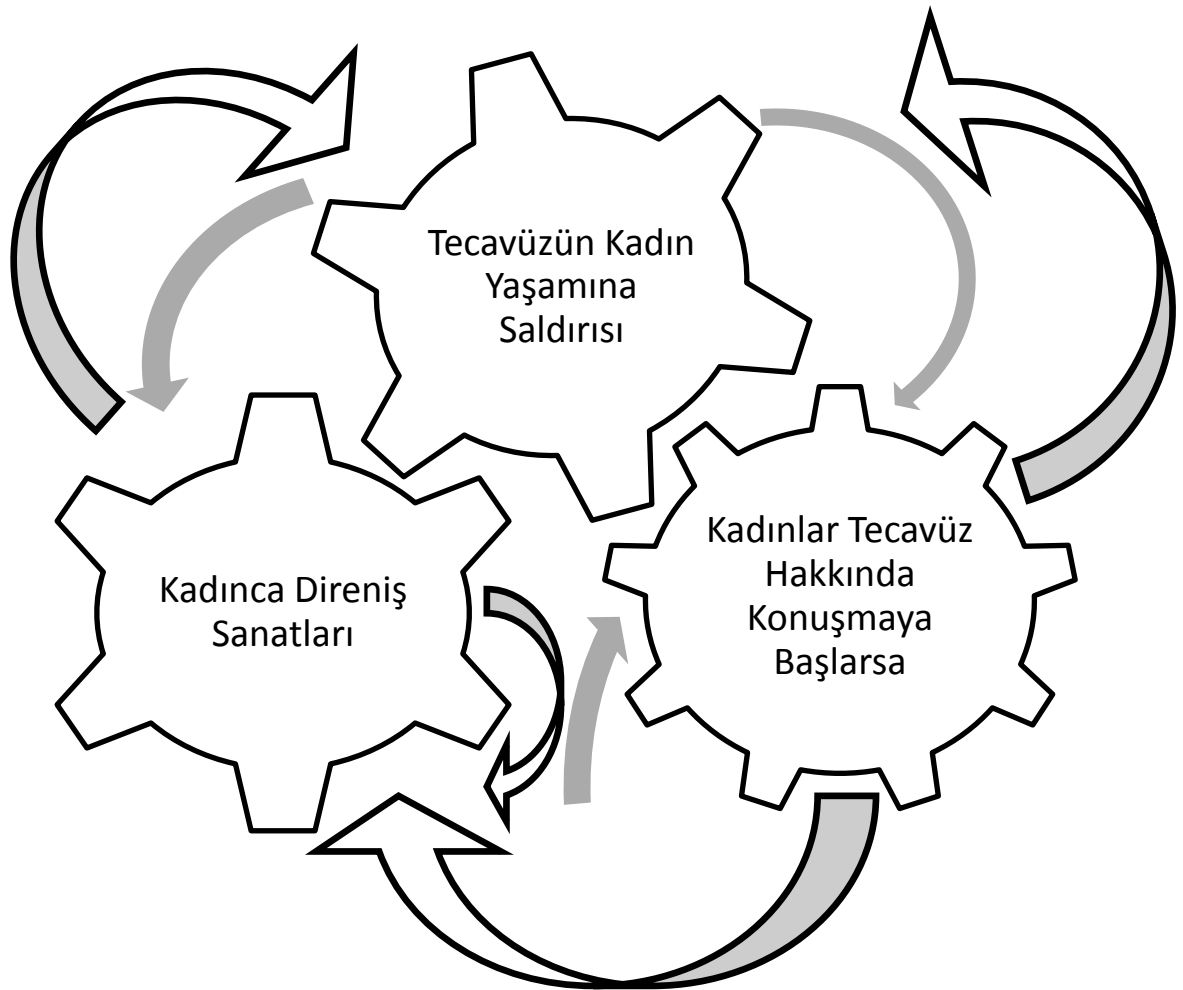 Tecavüzün Kadın
Yaşamına
Saldırısı
Kadınca Direniş
Sanatları
Kadınlar Tecavüz
Hakkında
Konuşmaya
Başlarsa